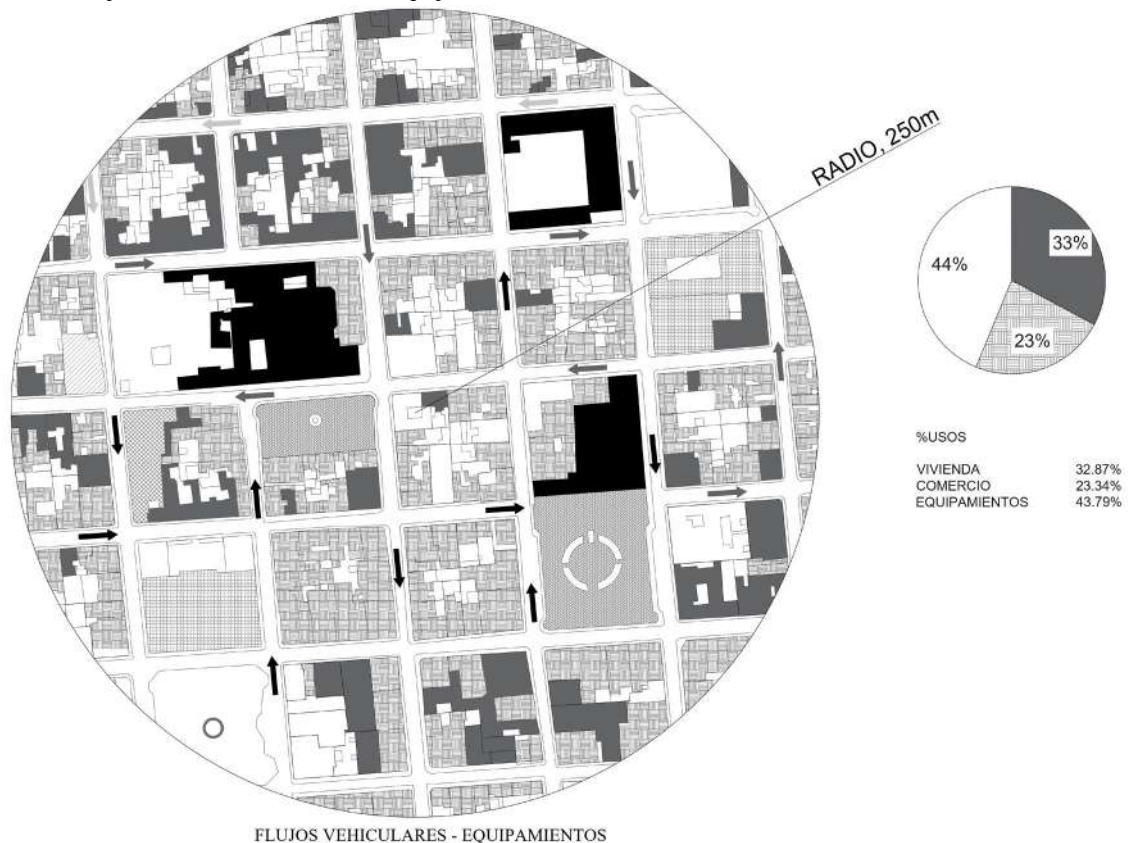 RADIO, 250m
33%
44%
23%
%USOS
VIVIENDA 32.87%
COMERCIO 23.34%
EQUIPAMIENTOS 43.79%
FLUJOS VEHICULARES - EQUIPAMIENTOS